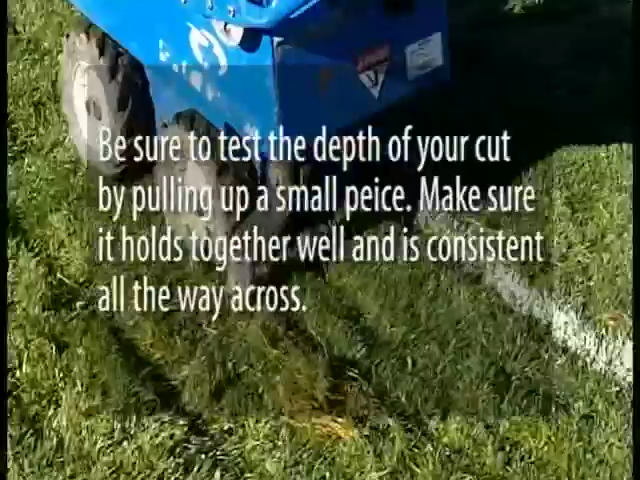 Be sure to test the depth of your cut
by pulling up a small peice. Make sure
it holds together well and is consistent
all the way across.